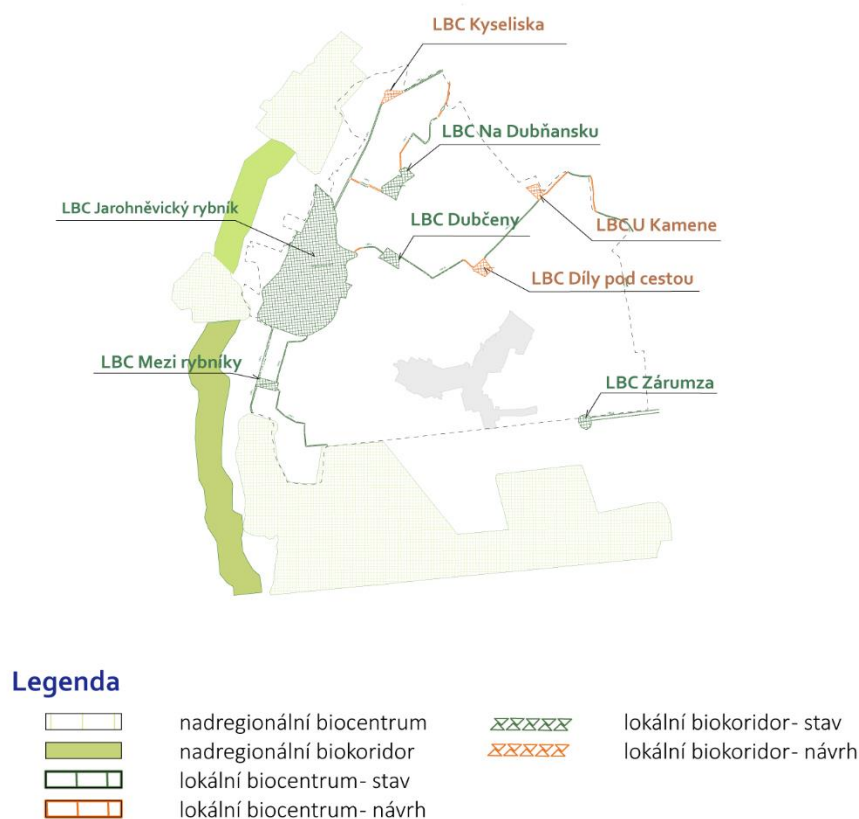 LBC Kyseliska
LBC Na Dubňansku
LBC Jarohněvický rybník
LBC Dubčeny
LBC U Kamene
LBC Díly pod cestou
LBC Mezi rybníky
LBC Zárumza
Legenda
nadregionální biocentrum
nadregionální biokoridor
lokální biocentrum- stav
lokální biocentrum- návrh
lokální biokoridor- stav
lokální biokoridor- návrh